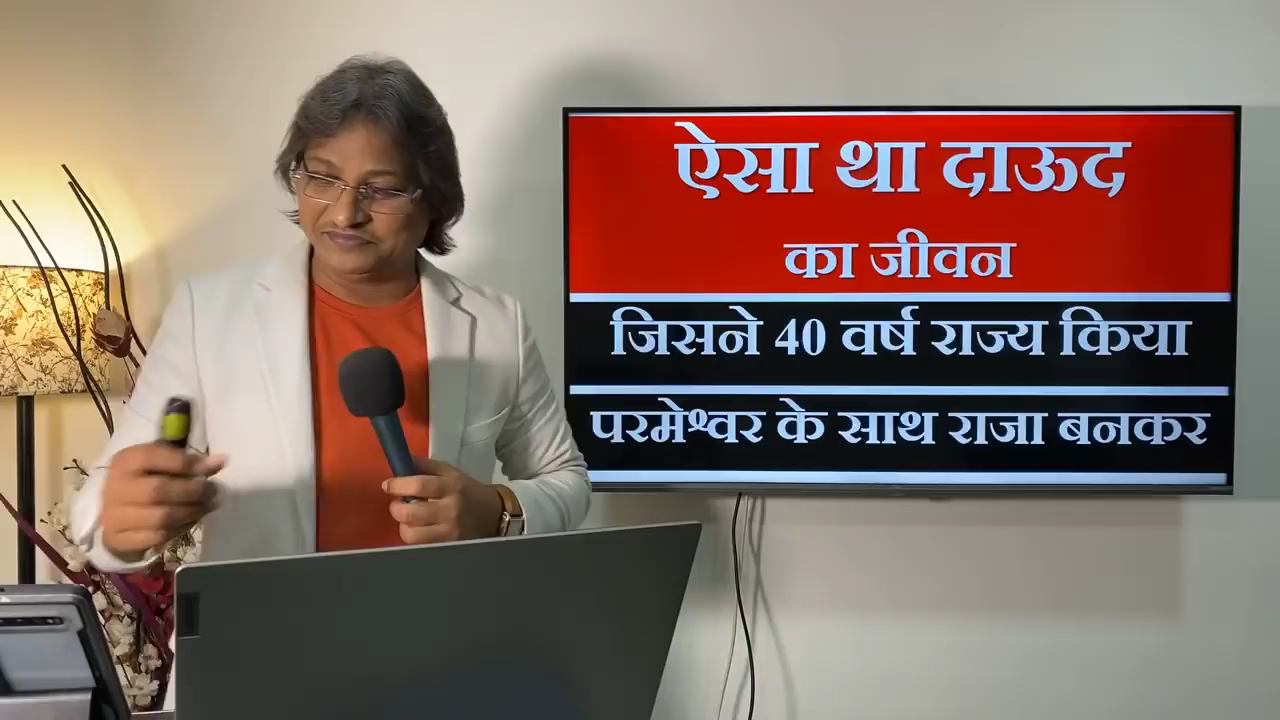 ऐसा था दाऊद
का जीवन
जिसने 40 वर्ष राज्य किया
परमेश्वर के साथ राजा बनकर